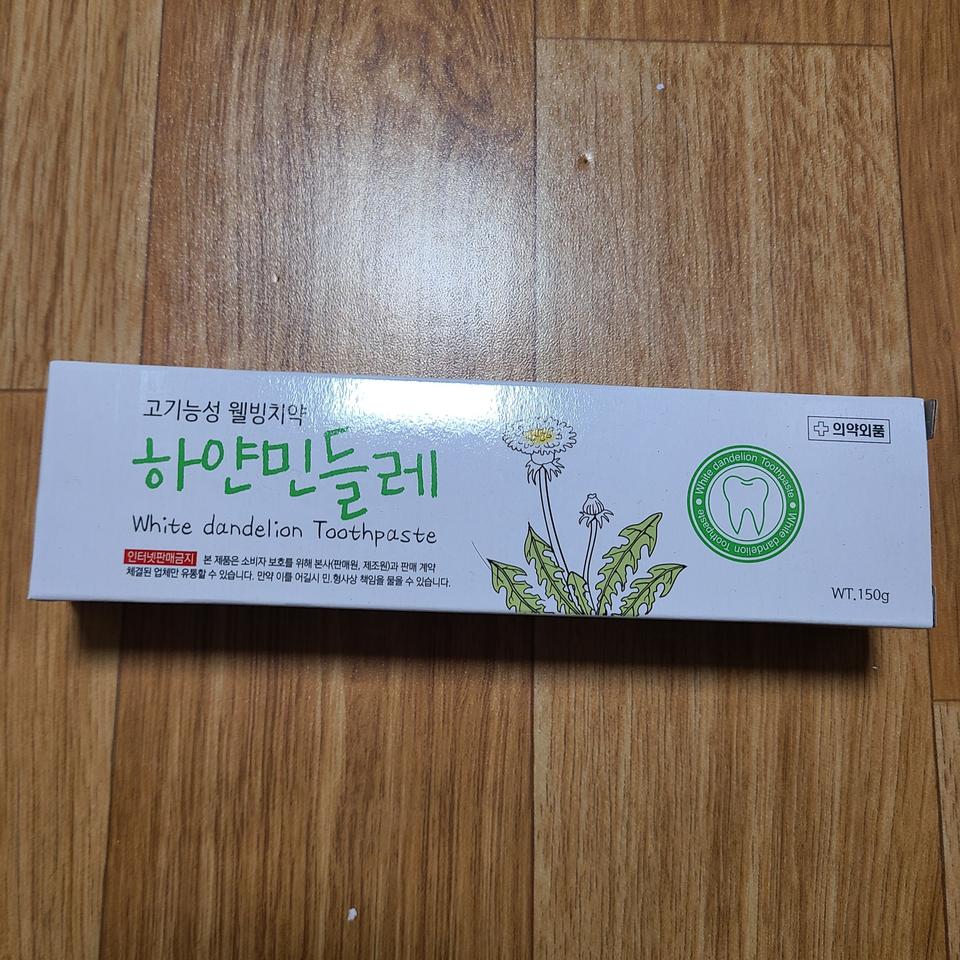 고기능성 웰빙치약
하얀민들레
White dandelion Toothpaste
인터넷판매금지 본 제품은 소비자 보호를 위해 본사(판매원, 제조원)과 판매 계약
체결된 업체만 유통할 수 있습니다. 만약 이를 어길시 민.형사상 책임을 물을 수 있습니다.
의약외품
White dandelion Toothpaste
White dandelion Toothpaste
WT.150g